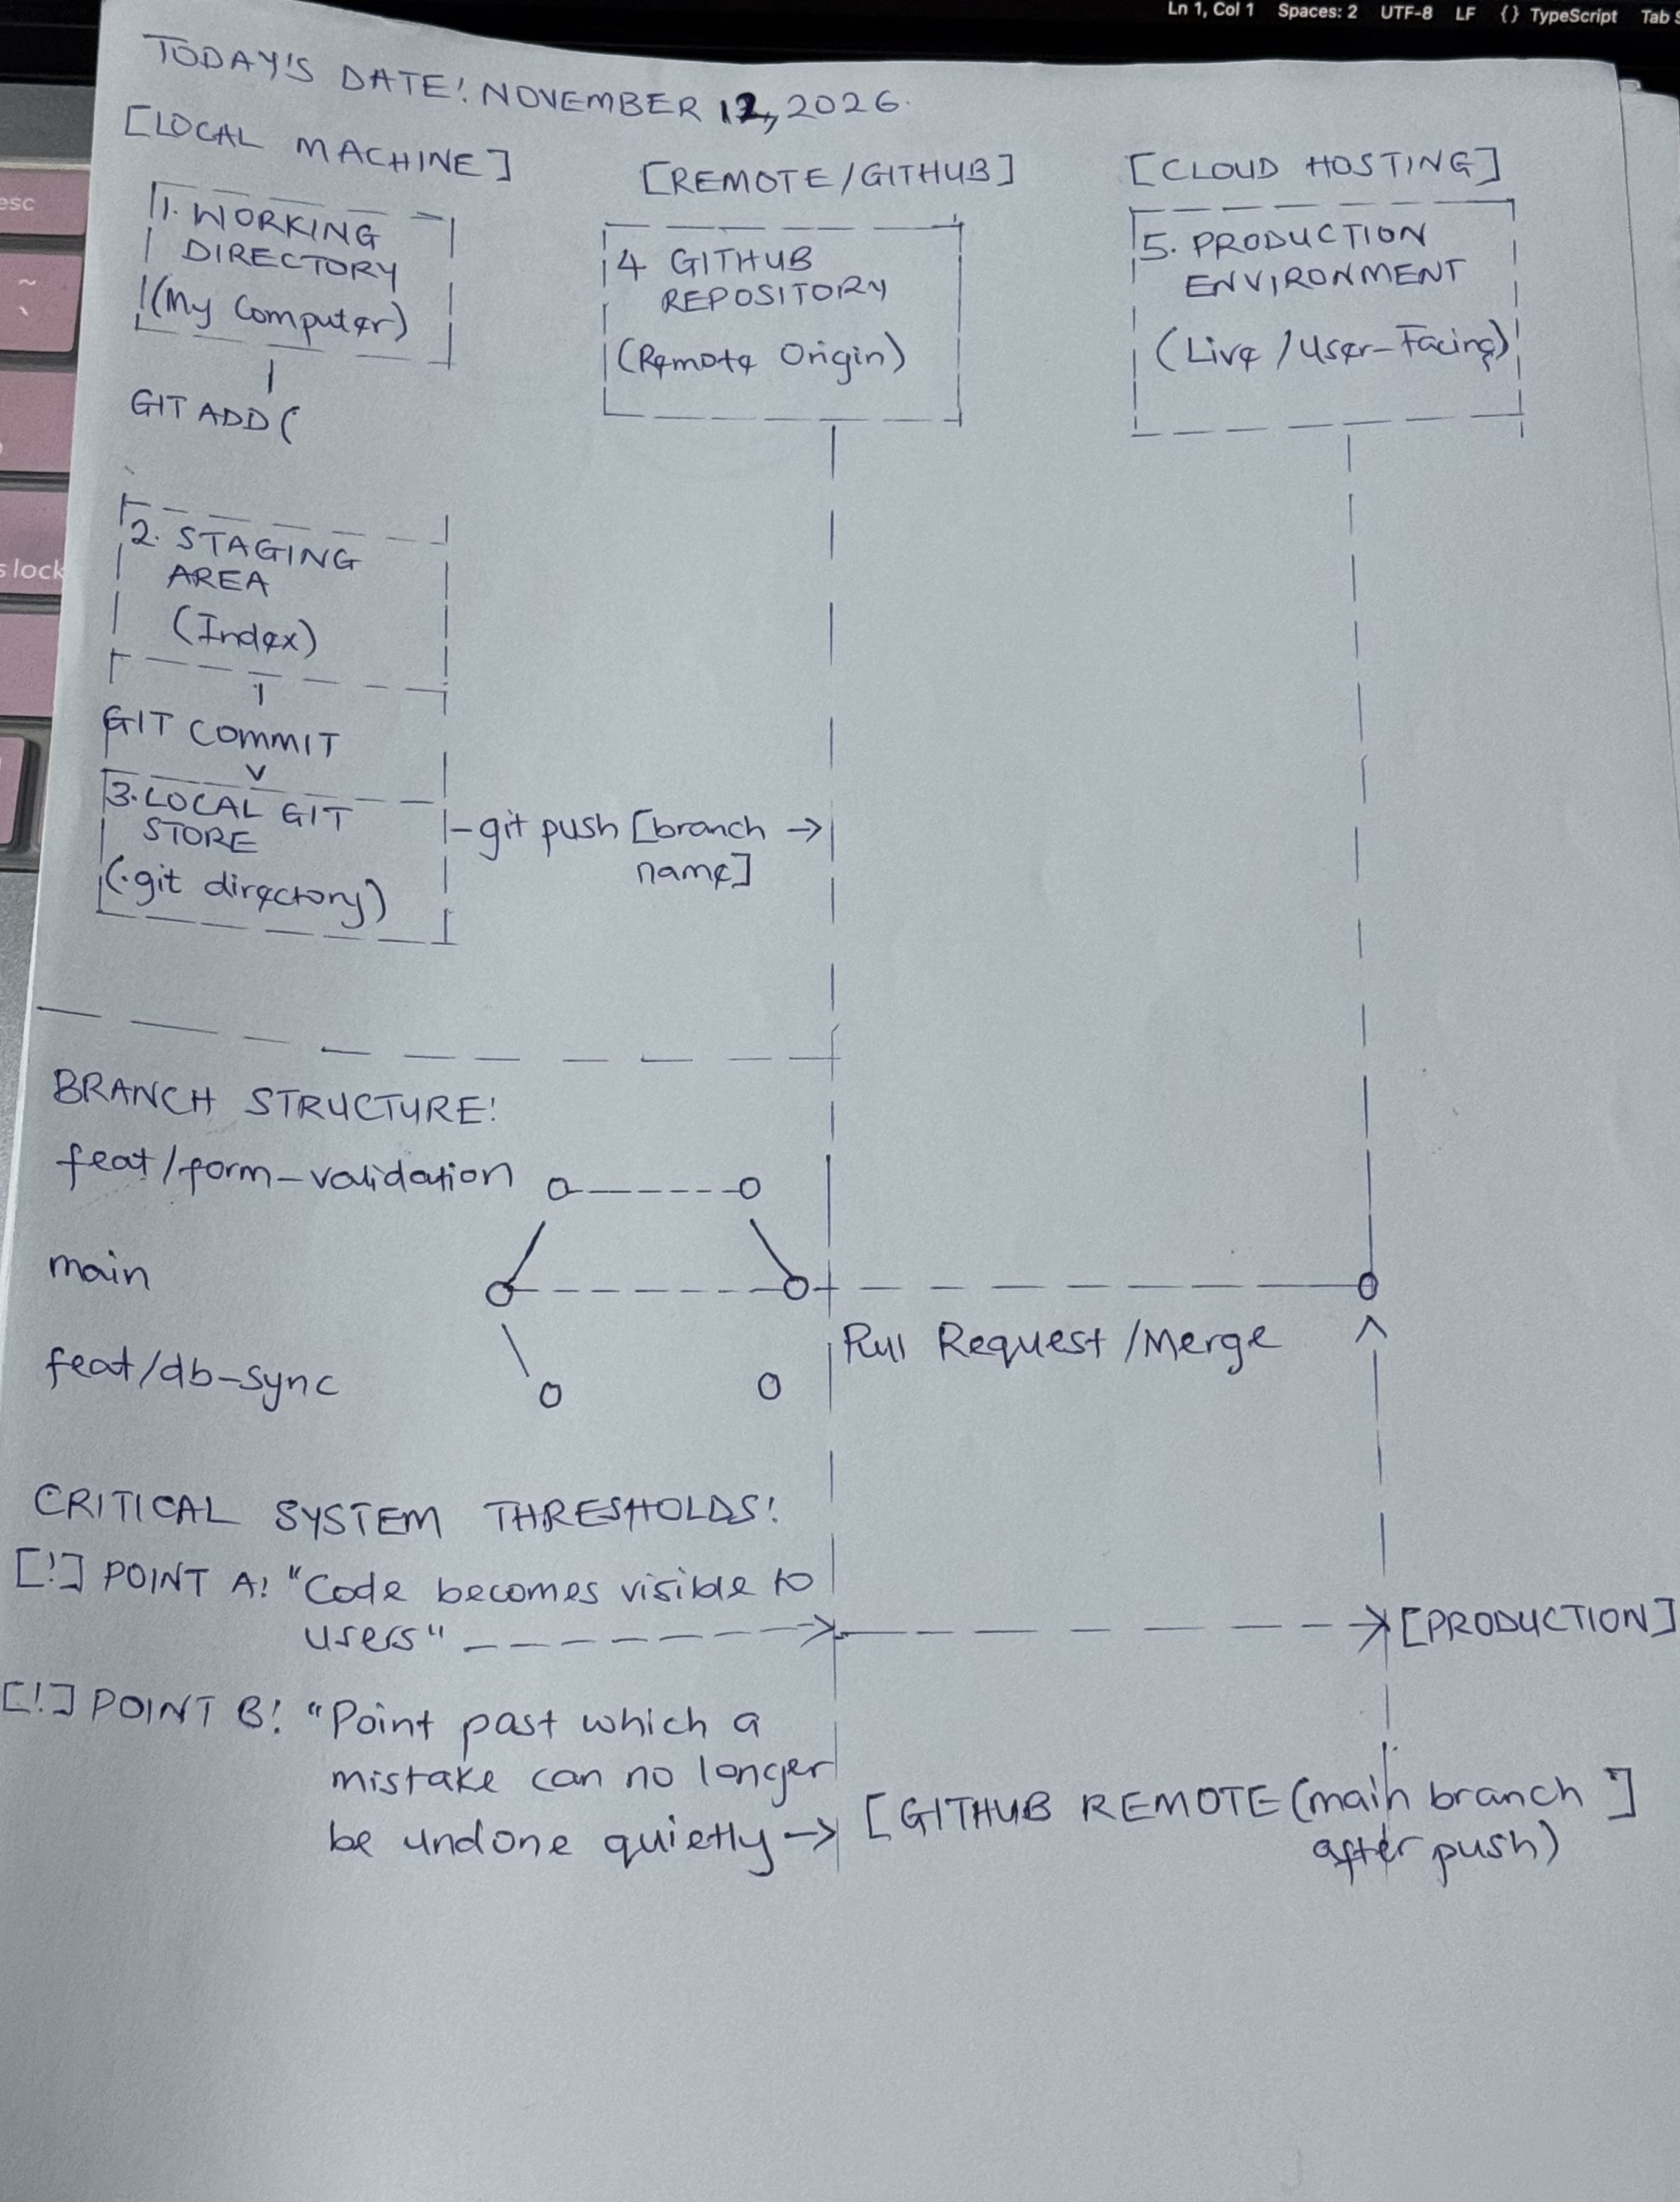 Ln 1, Col 1 Spaces: 2 UTF-8 LF {} TypeScript Tab
TODAY'S DATE! NOVEMBER 12, 2026.
[LOCAL MACHINE]
[REMOTE/GITHUB]
[CLOUD HOSTING]
1. WORKING
DIRECTORY
(My Computer)
4 GITHUB
REPOSITORY
(Remote Origin)
5. PRODUCTION
ENVIRONMENT
(Live / User-Facing)
GIT ADD (
2. STAGING
AREA
(Index)
GIT COMMIT
3. LOCAL GIT
STORE
(.git directory)
git push [branch →
name]
BRANCH STRUCTURE!
feat/form-validation
main
Pull Request /Merge
feat/db-sync
CRITICAL SYSTEM THRESHOLDS!
[!] POINT A! "Code becomes visible to
users" → → [PRODUCTION]
[!] POINT B! "Point past which a
mistake can no longer
be undone quietly → [GITHUB REMOTE (main branch ]
after push)
esc
~
`
s lock